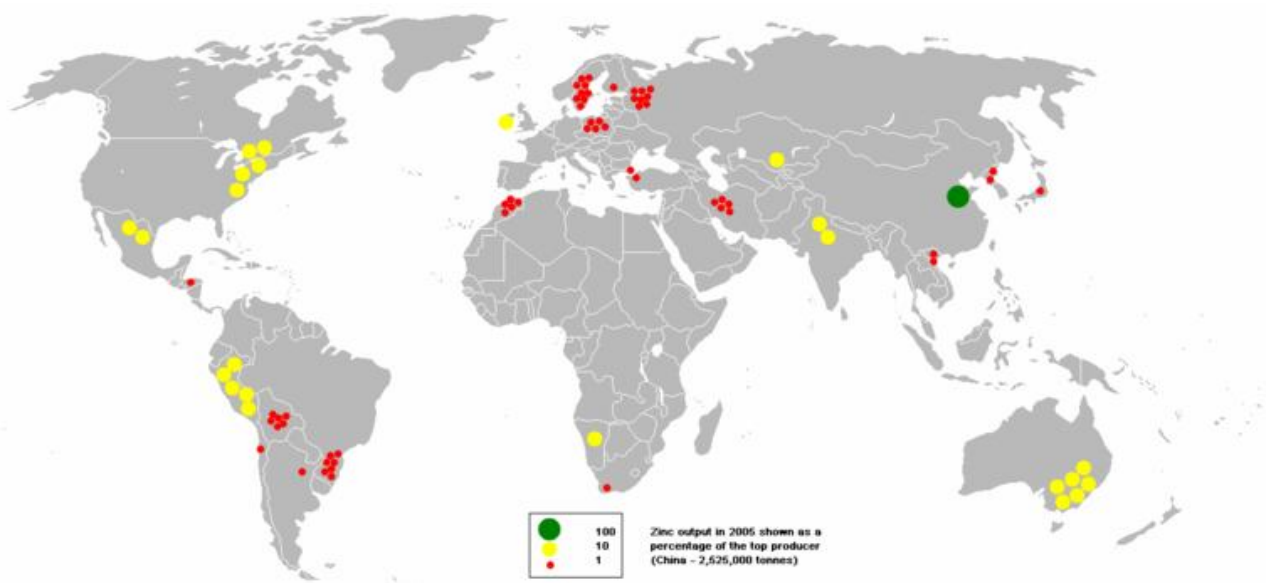 100
10
1
Zinc output in 2005 shown as a
percentage of the top producer
(China - 2,525,000 tonnes)